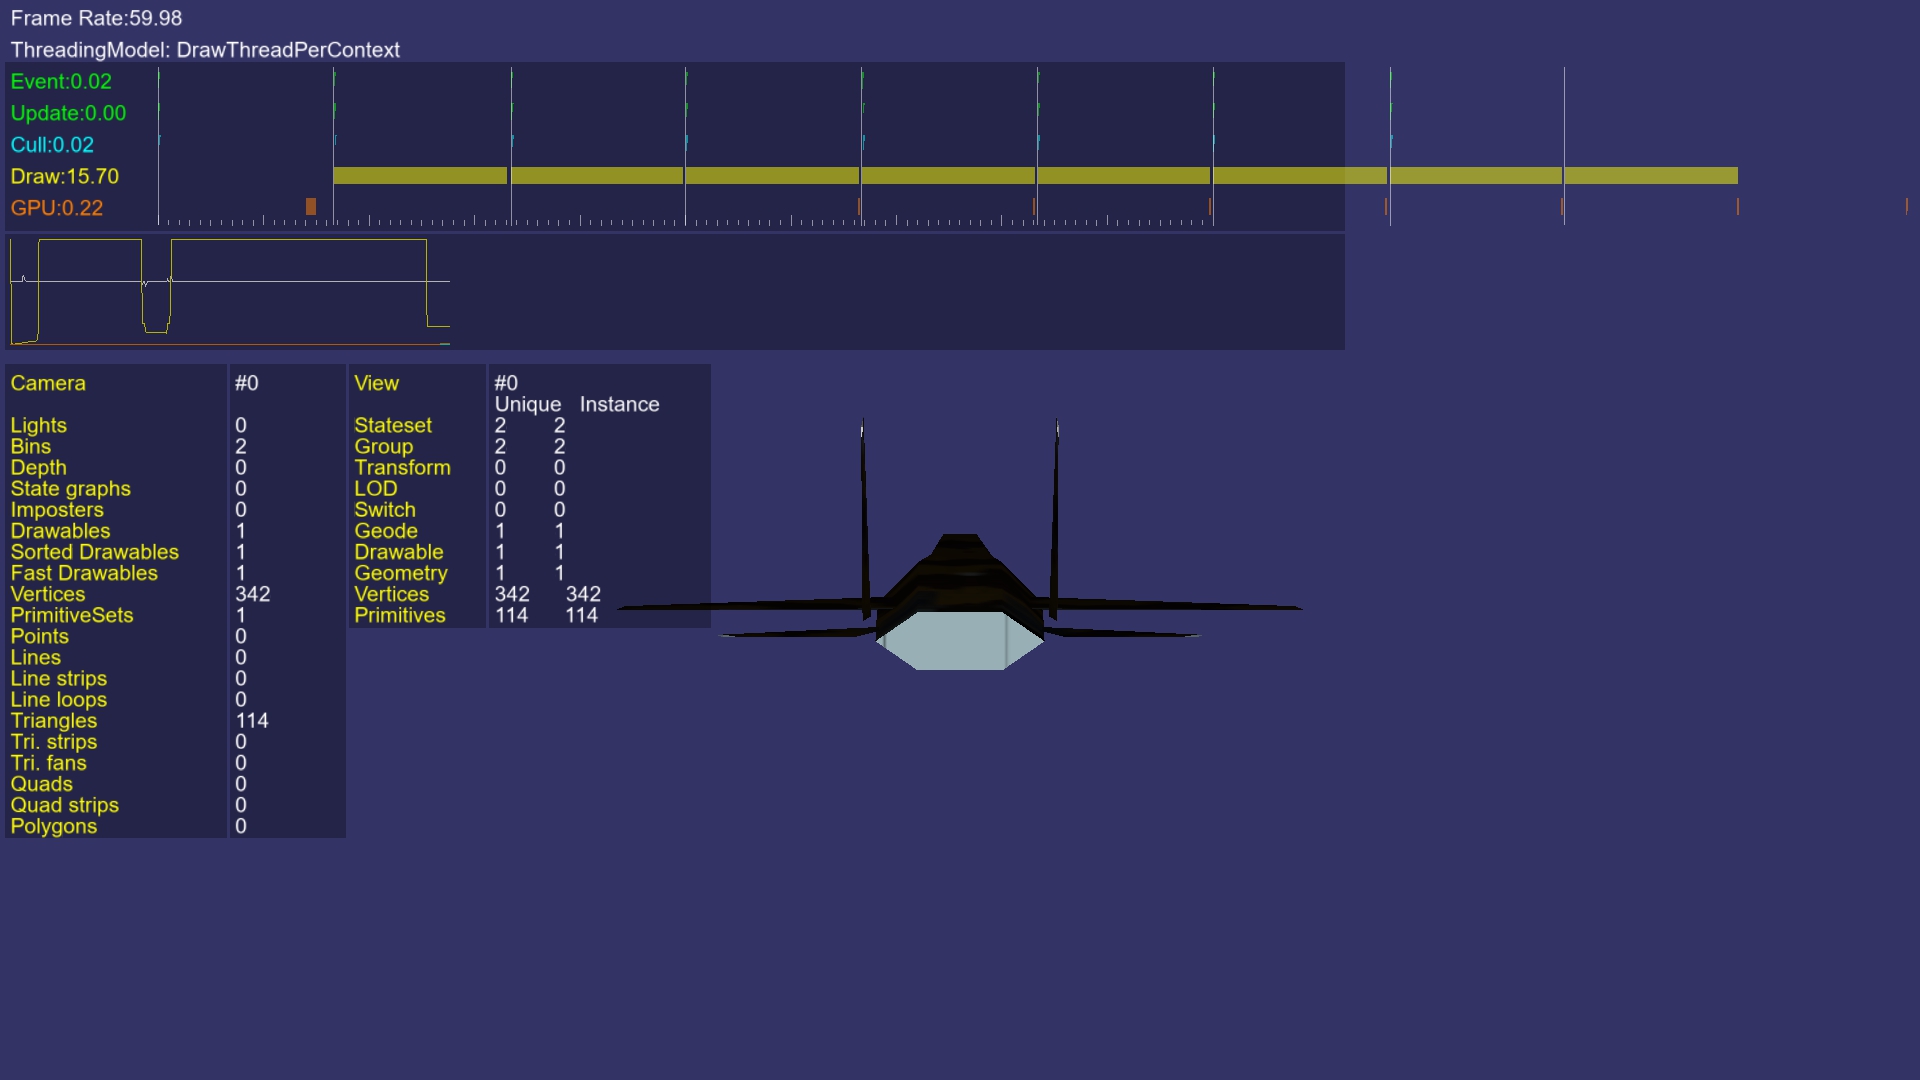 Frame Rate:59.98
ThreadingModel: DrawThreadPerContext
Event:0.02
Update:0.00
Cull:0.02
Draw:15.70
GPU:0.22
Camera #0
Lights 0
Bins 2
Depth 0
State graphs 0
Imposters 0
Drawables 1
Sorted Drawables 1
Fast Drawables 1
Vertices 342
PrimitiveSets 1
Points 0
Lines 0
Line strips 0
Line loops 0
Triangles 114
Tri. strips 0
Tri. fans 0
Quads 0
Quad strips 0
Polygons 0
View #0
Unique Instance
Stateset 2 2
Group 2 2
Transform 0 0
LOD 0 0
Switch 0 0
Geode 1 1
Drawable 1 1
Geometry 1 1
Vertices 342 342
Primitives 114 114